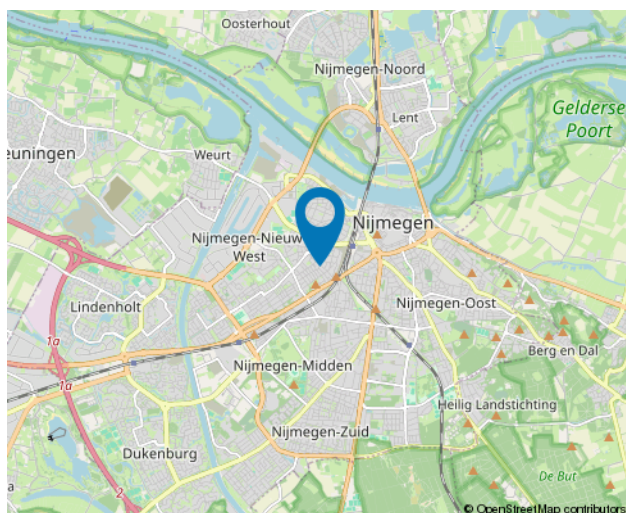 Oosterhout
Nijmegen-Noord
Gelderse
Poort
Lent
euningen
Weurt
Nijmegen
Nijmegen-Nieuw
West
Lindenholt
Nijmegen-Oost
1a
Berg en Dal
Nijmegen-Midden
1a
Heilig Landstichting
Nijmegen-Zuid
Dukenburg
De But
a
2
© OpenStreetMap contributors